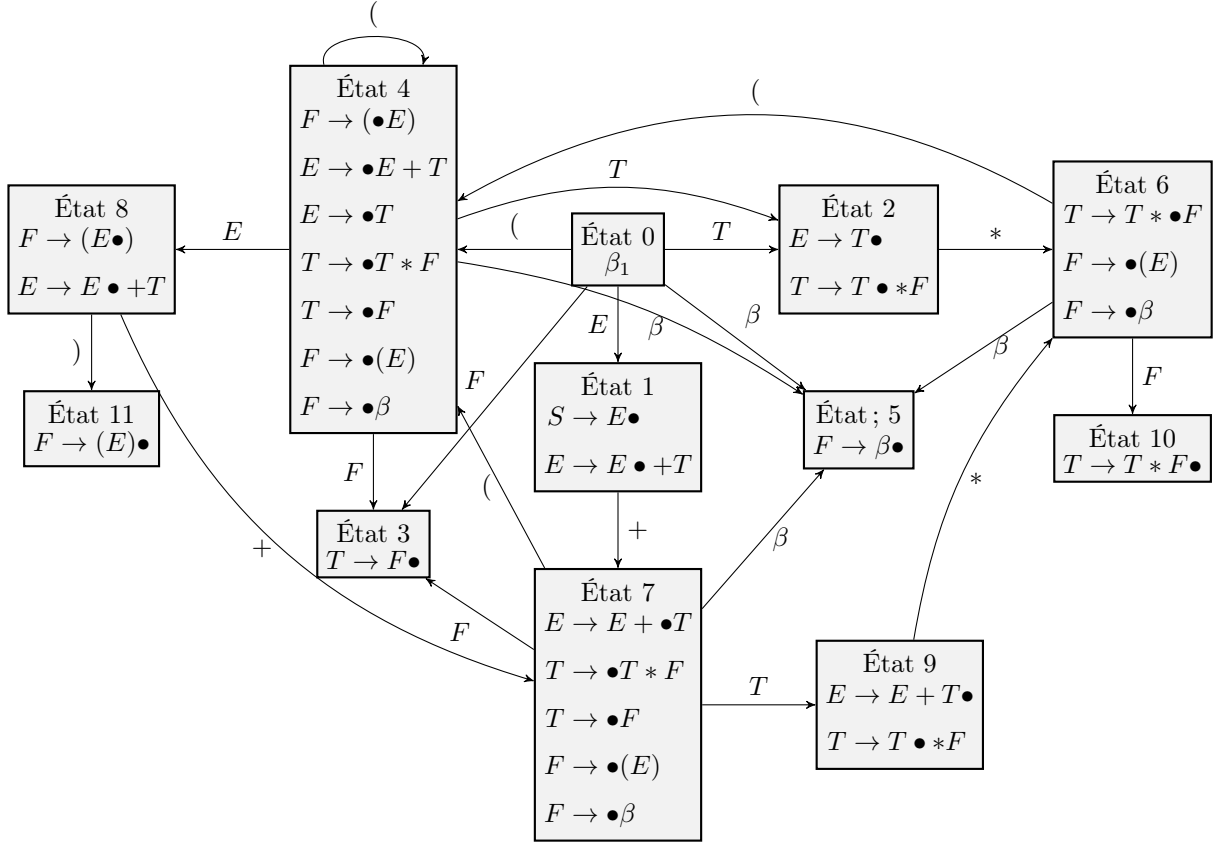 (
État 4
F → (●E)
E → ●E + T
E → ●T
T → ●T ∗ F
T → ●F
F → ●(E)
F → ●β
(
État 6
T → T ∗ ●F
F → ●(E)
F → ●β
État 8
F → (E●)
E → E ● +T
E
T
(
État 0
β₁
T
État 2
E → T●
T → T ● ∗F
∗
)
E
β
β
β
F
État 1
S → E●
E → E ● +T
F
État 11
F → (E)●
État ; 5
F → β●
État 10
T → T ∗ F●
F
(
∗
État 3
T → F●
+
β
+
F
État 7
E → E + ●T
T → ●T ∗ F
T → ●F
F → ●(E)
F → ●β
T
État 9
E → E + T●
T → T ● ∗F